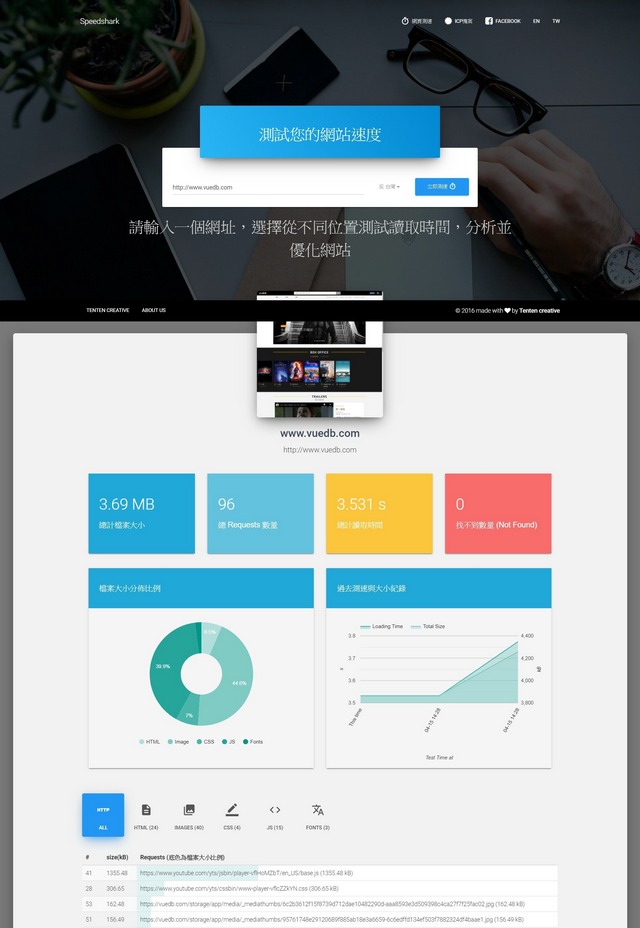 Speedshark
網頁測速
ICP備案
FACEBOOK
EN
TW
測試您的網站速度
http://www.vuedb.com
台灣
立即測速
請輸入一個網址，選擇從不同位置測試讀取時間，分析並
優化網站
TENTEN CREATIVE
ABOUT US
© 2016 made with ♥ by Tenten creative
BOX OFFICE
TRAILERS
www.vuedb.com
http://www.vuedb.com
3.69 MB
總計檔案大小
96
總 Requests 數量
3.531 s
總計讀取時間
0
找不到數量 (Not Found)
檔案大小分佈比例
39.9%
44.6%
7%
HTML
Image
CSS
JS
Fonts
過去測速與大小記錄
Loading Time
Total Size
3.8
3.7
3.6
3.5
s
4,400
4,200
4,000
3,800
kB
This time
04-15 14:28
04-15 14:28
Test Time at
HTTP
ALL
HTML (24)
IMAGES (40)
CSS (4)
JS (15)
FONTS (3)
# size(kB) Requests (底色為檔案大小比例)
41 1355.48 https://www.youtube.com/yts/jsbin/player-vflHoMZbT/en_US/base.js (1355.48 kB)
28 306.65 https://www.youtube.com/yts/cssbin/www-player-vflcZZkYN.css (306.65 kB)
53 162.48 https://vuedb.com/storage/app/media/_mediathumbs/6c2b3612f15f8739d712dae10482290d-aaa8593e3d509398c4ca27f7f25fac02.jpg (162.48 kB)
51 156.49 https://vuedb.com/storage/app/media/_mediathumbs/95761748e29120689f885ab18e3a6659-6c6edffd134ef503f7882324df4baae1.jpg (156.49 kB)